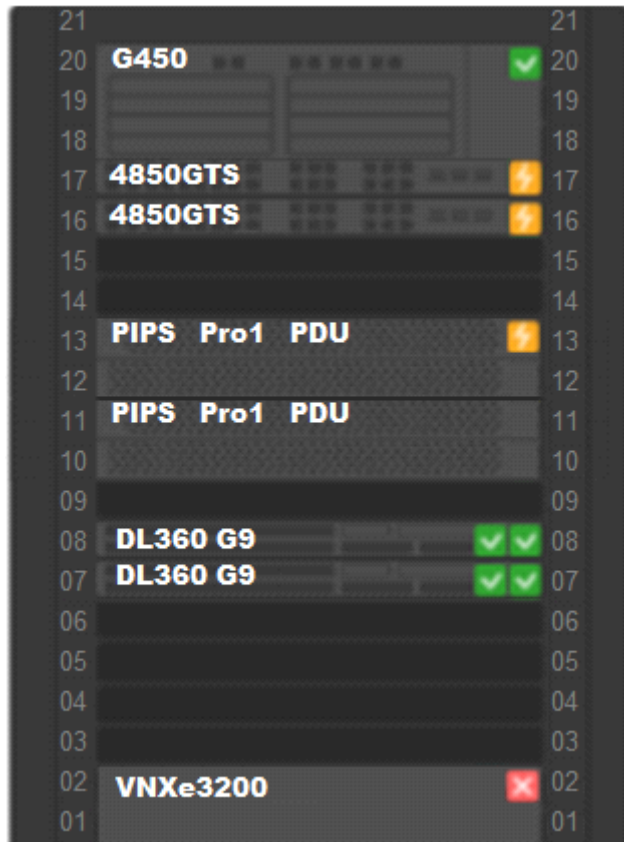 21 21
20 G450 20
19 19
18 18
17 4850GTS 17
16 4850GTS 16
15 15
14 14
13 PIPS Pro1 PDU 13
12 12
11 PIPS Pro1 PDU 11
10 10
09 09
08 DL360 G9 08
07 DL360 G9 07
06 06
05 05
04 04
03 03
02 VNXe3200 02
01 01